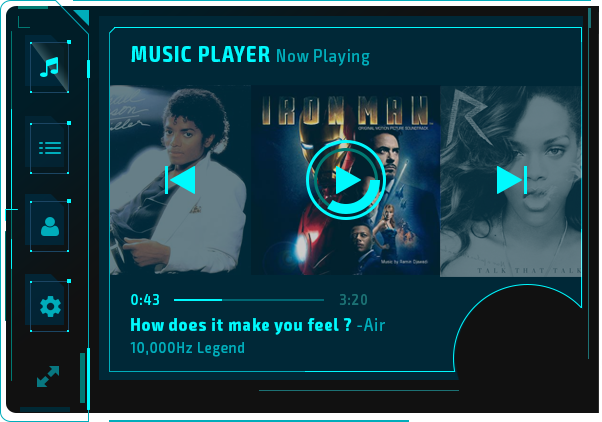 MUSIC PLAYER Now Playing
IRON MAN
ORIGINAL MOTION PICTURE SOUNDTRACK
Music by Ramin Djawadi
R
TALK THAT TALK
0:43 3:20
How does it make you feel ? -Air
10,000Hz Legend